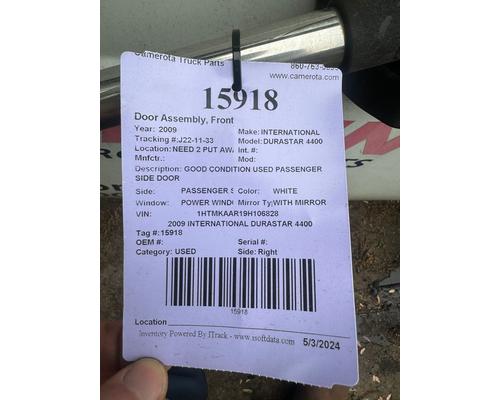 Camerota Truck Parts
www.camerota.com
15918
Door Assembly, Front
Year: 2009 Make: INTERNATIONAL
Tracking #:J22-11-33 Model: DURASTAR 4400
Location: NEED 2 PUT AWA Int. #:
Mnfctr.: Mod:
Description: GOOD CONDITION USED PASSENGER
SIDE DOOR
Side: PASSENGER S Color: WHITE
Window: POWER WINDO Mirror Ty: WITH MIRROR
VIN: 1HTMKAAR19H106828
2009 INTERNATIONAL DURASTAR 4400
Tag #:15918
OEM #: Serial #:
Category: USED Side: Right
15918
Location
Inventory Powered By ITrack - www.isoftdata.com 5/3/2024